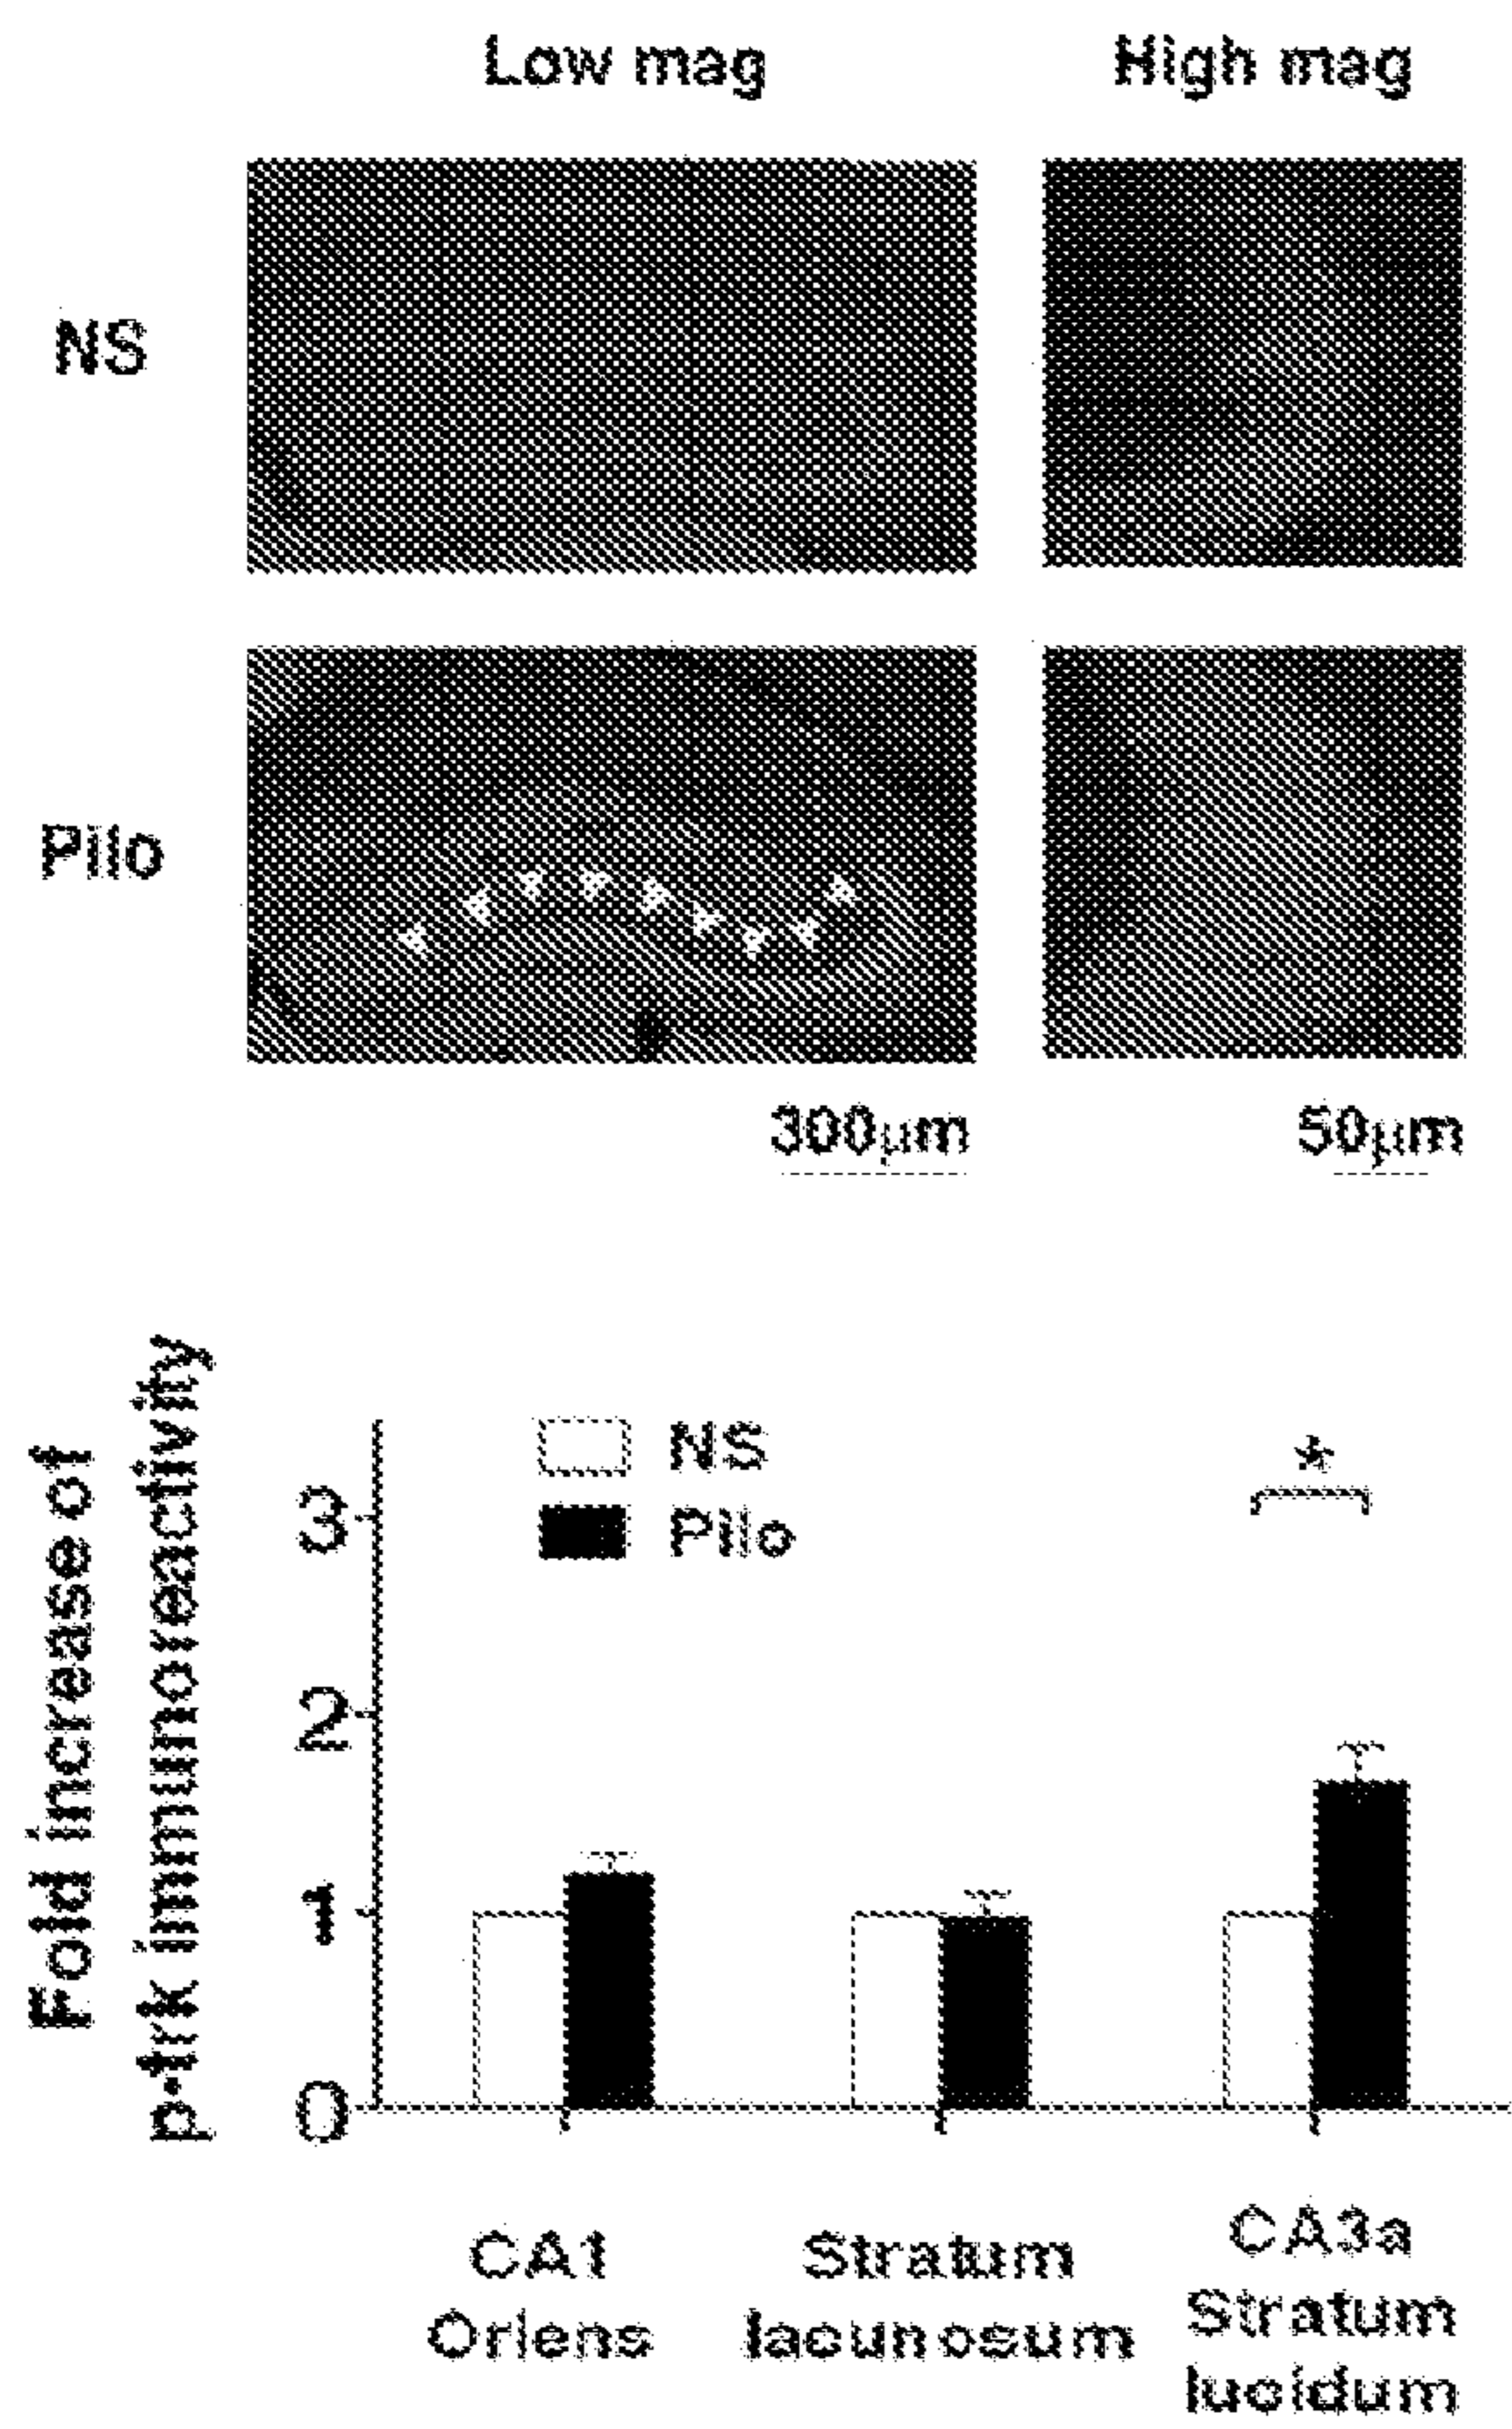 Low mag High mag
NS
Pilo
300µm 50µm
Fold increase of
p-trk immunoreactivity
3
2
1
0
NS
Pilo
*
CA1
Oriens
Stratum
lacunosum
CA3a
Stratum
lucidum